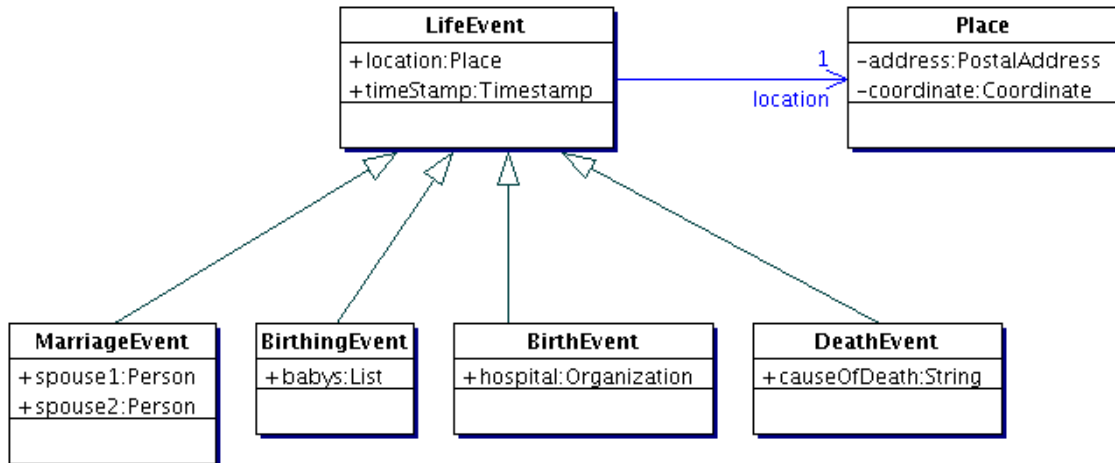 LifeEvent
+location:Place
+timeStamp:Timestamp
1
location
Place
-address:PostalAddress
-coordinate:Coordinate
MarriageEvent
+spouse1:Person
+spouse2:Person
BirthingEvent
+babys:List
BirthEvent
+hospital:Organization
DeathEvent
+causeOfDeath:String